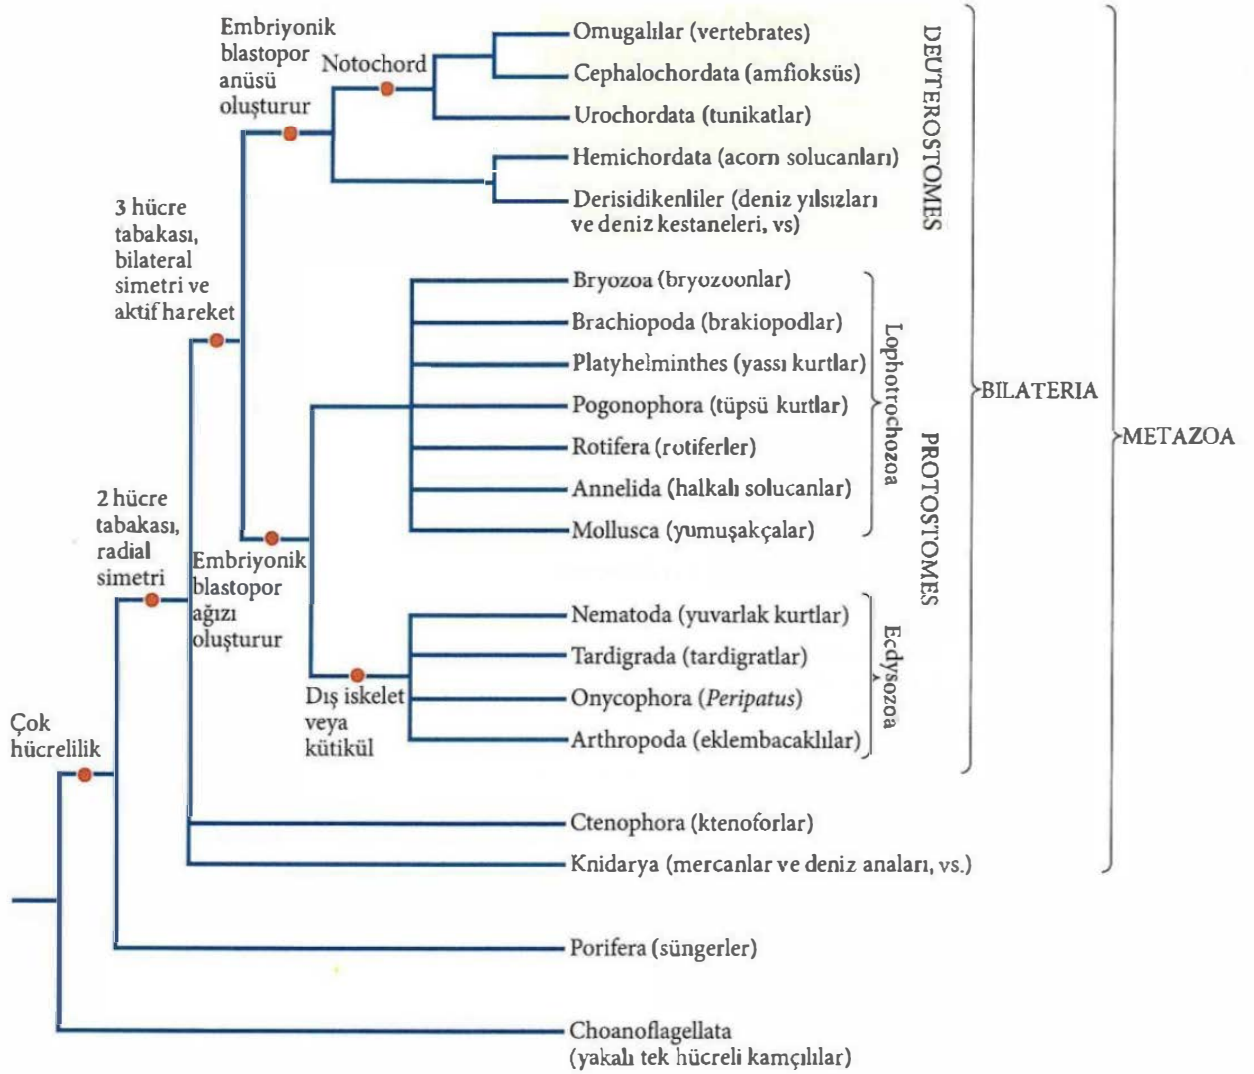 Embriyonik
blastopor
anüsü
oluşturur
Notochord
Omugalılar (vertebrates)
Cephalochordata (amfioksüs)
Urochordata (tunikatlar)
Hemichordata (acorn solucanları)
Derisidikenliler (deniz yılsızları
ve deniz kestaneleri, vs)
DEUTEROSTOMES
3 hücre
tabakası,
bilateral
simetri ve
aktif hareket
Bryozoa (bryozoonlar)
Brachiopoda (brakiopodlar)
Platyhelminthes (yassı kurtlar)
Pogonophora (tüpsü kurtlar)
Rotifera (rotiferler)
Annelida (halkalı solucanlar)
Mollusca (yumuşakçalar)
Lophotrochozoa
PROTOSTOMES
BILATERIA
METAZOA
2 hücre
tabakası,
radial
simetri
Embriyonik
blastopor
ağızı
oluşturur
Nematoda (yuvarlak kurtlar)
Tardigrada (tardigratlar)
Onycophora (Peripatus)
Arthropoda (eklembacaklılar)
Ecdysozoa
Dış iskelet
veya
kütikül
Çok
hücrelilik
Ctenophora (ktenoforlar)
Knidarya (mercanlar ve deniz anaları, vs.)
Porifera (süngerler)
Choanoflagellata
(yakalı tek hücreli kamçılılar)